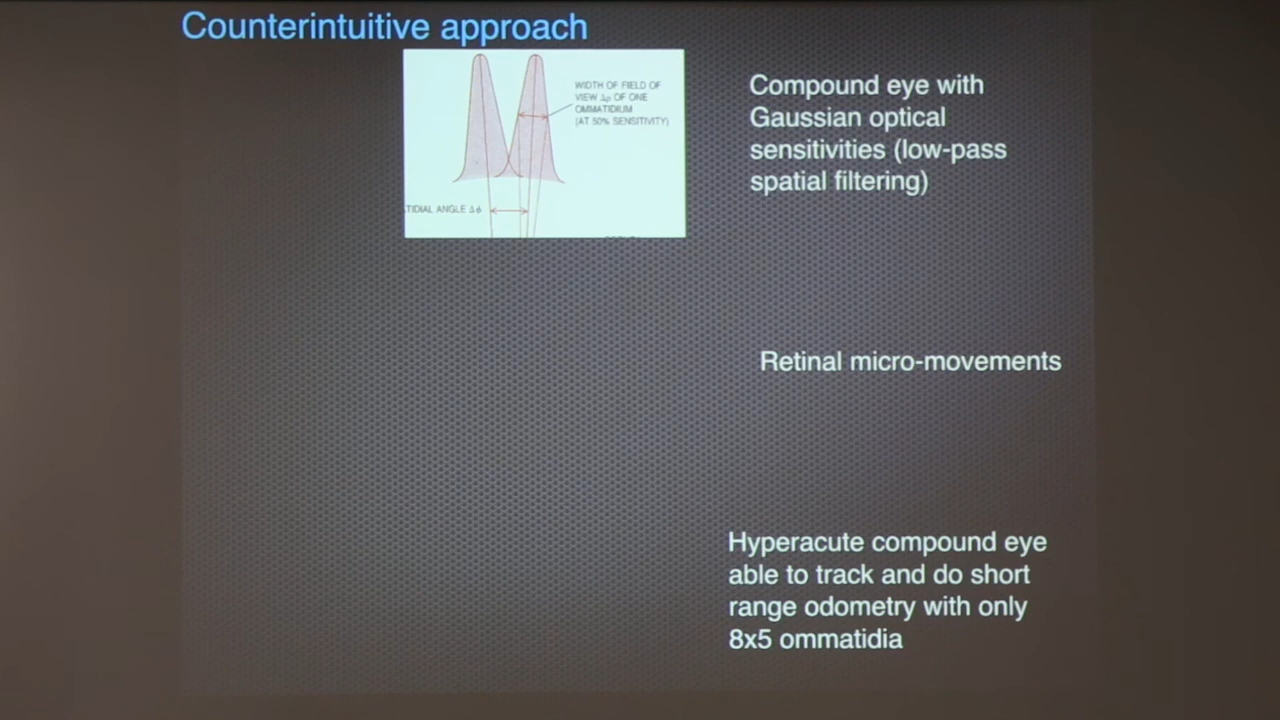 Counterintuitive approach
WIDTH OF FIELD OF
VIEW Δρ OF ONE
OMMATIDIUM
(AT 50% SENSITIVITY)
TIDIAL ANGLE Δϕ
Compound eye with
Gaussian optical
sensitivities (low-pass
spatial filtering)
Retinal micro-movements
Hyperacute compound eye
able to track and do short
range odometry with only
8x5 ommatidia